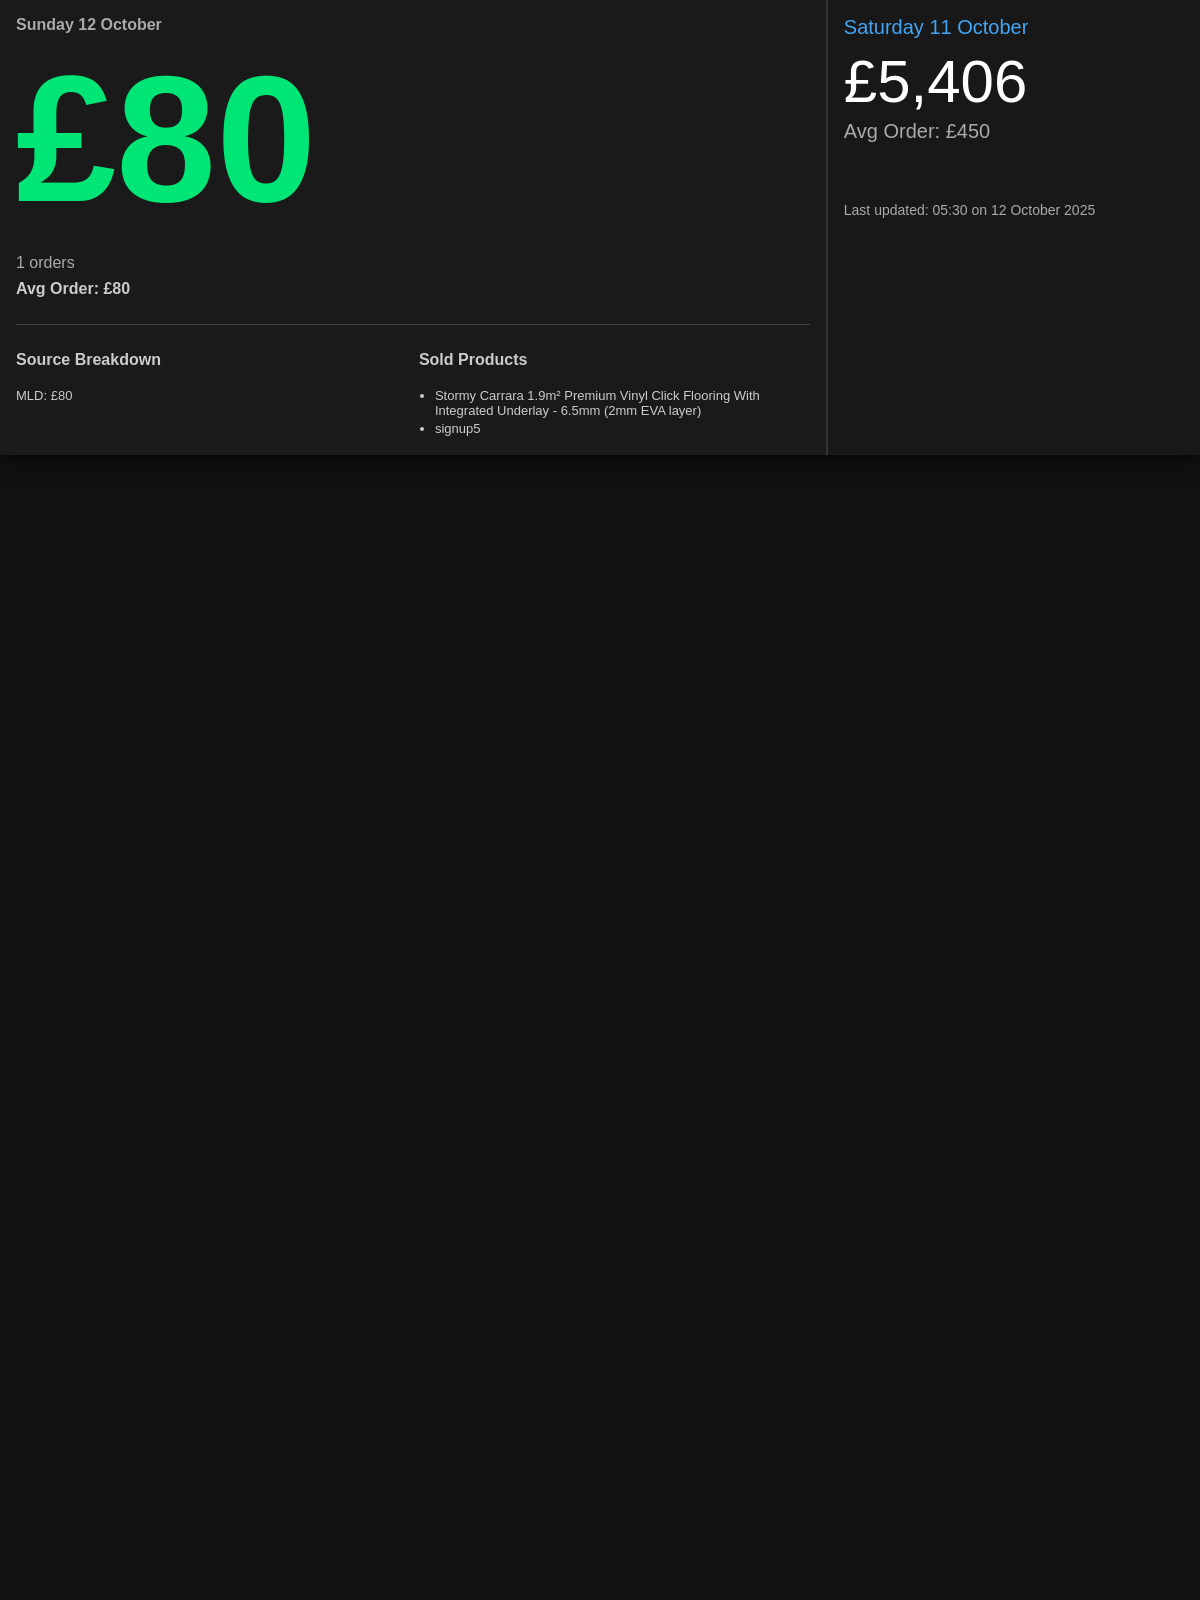 Sunday 12 October
£80
1 orders
Avg Order: £80
Source Breakdown
MLD: £80
Sold Products
Stormy Carrara 1.9m² Premium Vinyl Click Flooring With
Integrated Underlay - 6.5mm (2mm EVA layer)
signup5
Saturday 11 October
£5,406
Avg Order: £450
Last updated: 05:30 on 12 October 2025